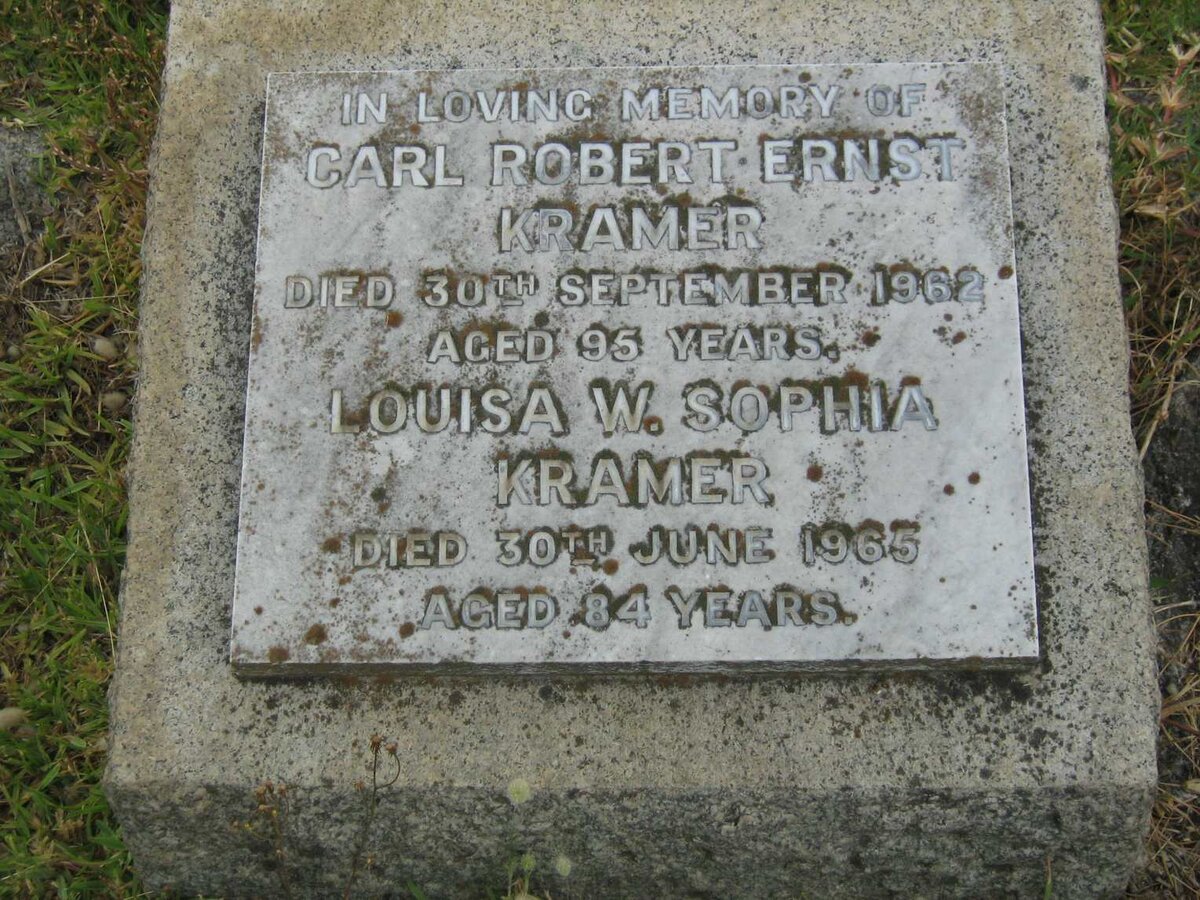 IN LOVING MEMORY OF
CARL ROBERT ERNST
KRAMER
DIED 30TH SEPTEMBER 1962
AGED 95 YEARS.
LOUISA W. SOPHIA
KRAMER
DIED 30TH JUNE 1965
AGED 84 YEARS.